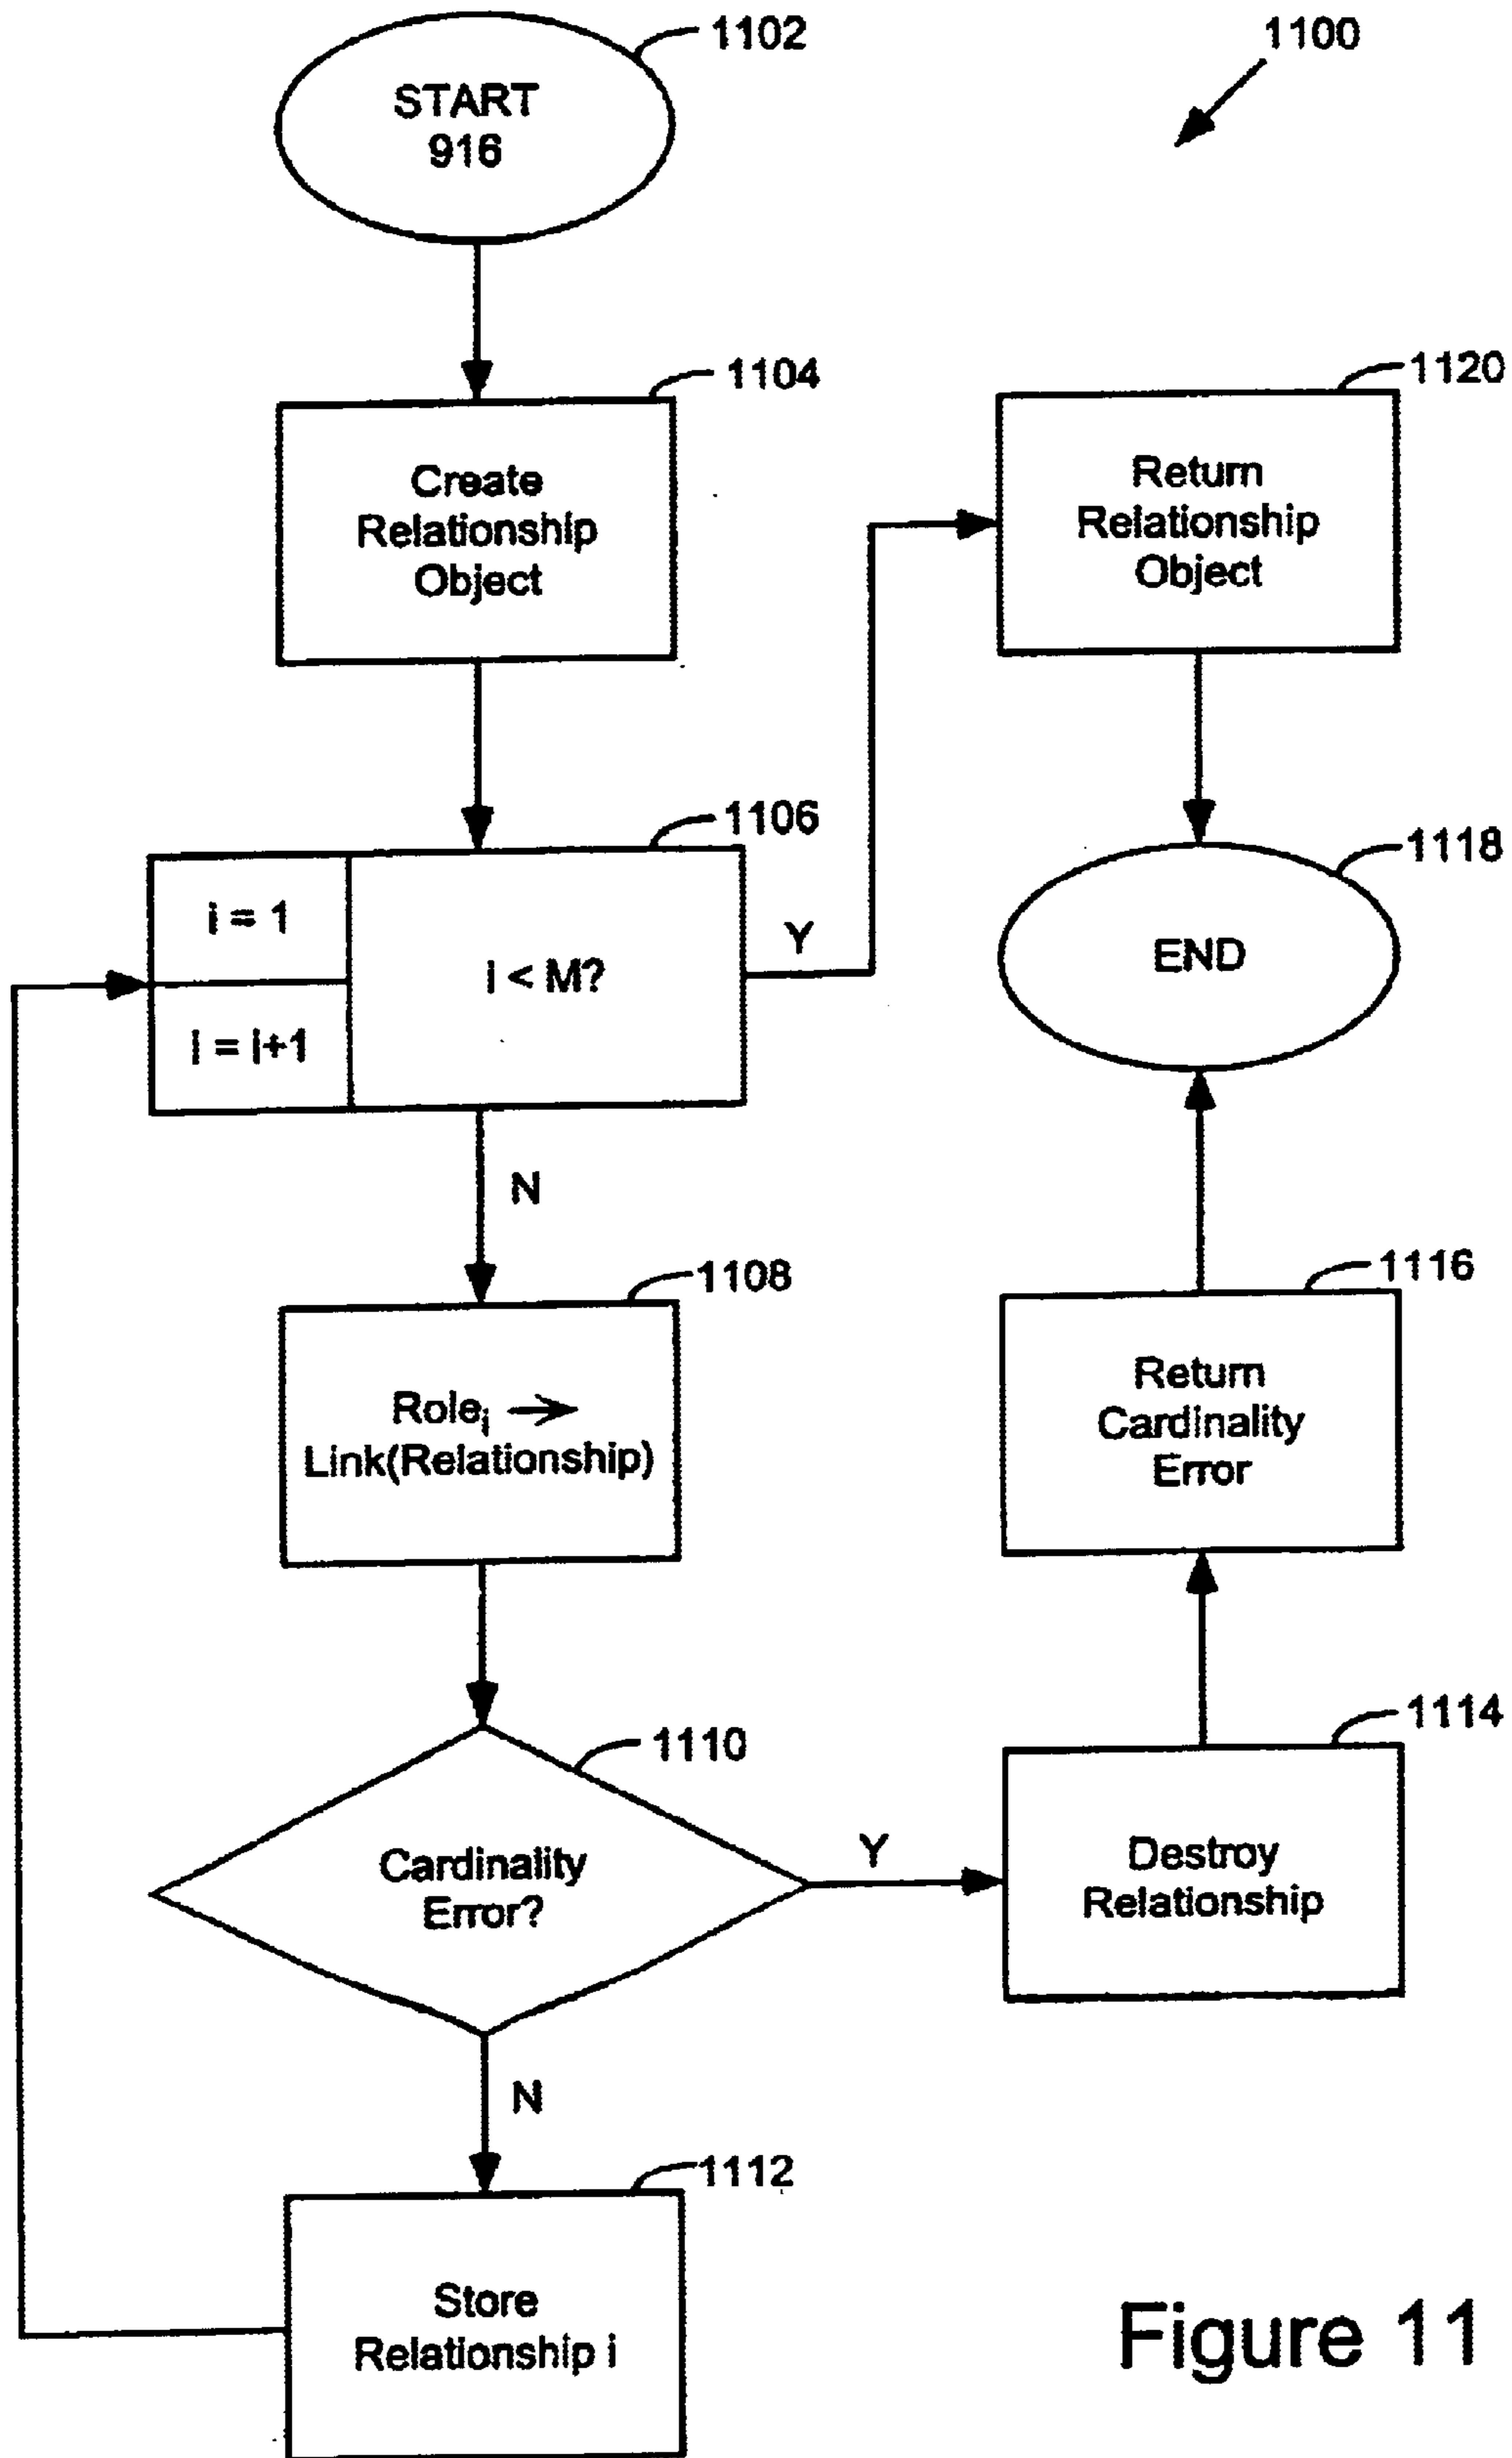 1102
1100
START
916
1104
Create
Relationship
Object
1120
Return
Relationship
Object
1106
i = 1
i = i+1
i < M?
Y
N
1118
END
1108
Roleᵢ →
Link(Relationship)
1116
Return
Cardinality
Error
1110
Cardinality
Error?
Y
N
1114
Destroy
Relationship
1112
Store
Relationship i
Figure 11